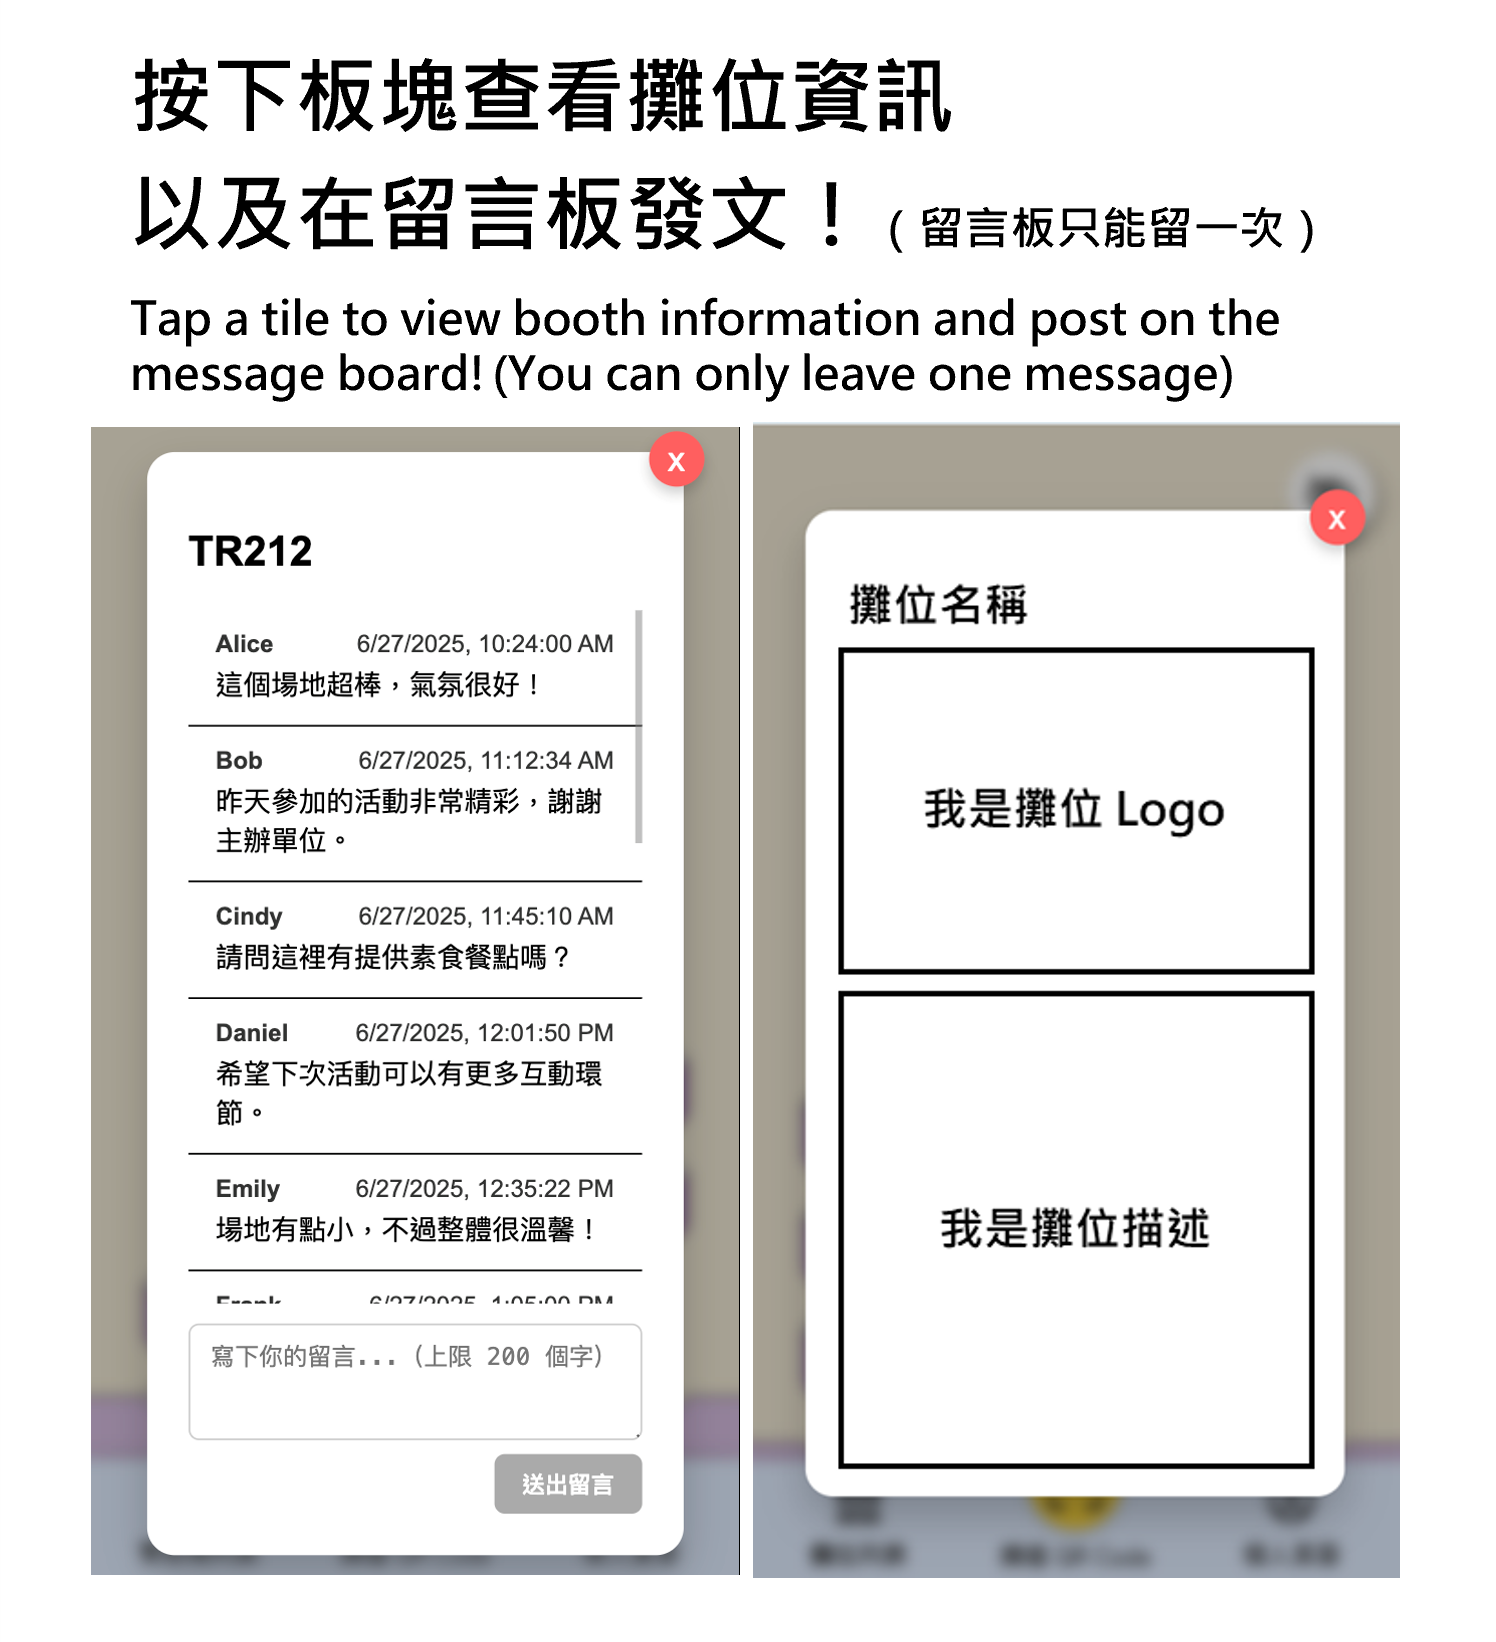 按下板塊查看攤位資訊
以及在留言板發文！（留言板只能留一次）
Tap a tile to view booth information and post on the
message board! (You can only leave one message)
X
TR212
Alice 6/27/2025, 10:24:00 AM
這個場地超棒，氣氛很好！
Bob 6/27/2025, 11:12:34 AM
昨天參加的活動非常精彩，謝謝
主辦單位。
Cindy 6/27/2025, 11:45:10 AM
請問這裡有提供素食餐點嗎？
Daniel 6/27/2025, 12:01:50 PM
希望下次活動可以有更多互動環
節。
Emily 6/27/2025, 12:35:22 PM
場地有點小，不過整體很溫馨！
Frank 6/27/2025, 1:05:00 PM
寫下你的留言... (上限 200 個字)
送出留言
X
攤位名稱
我是攤位 Logo
我是攤位描述